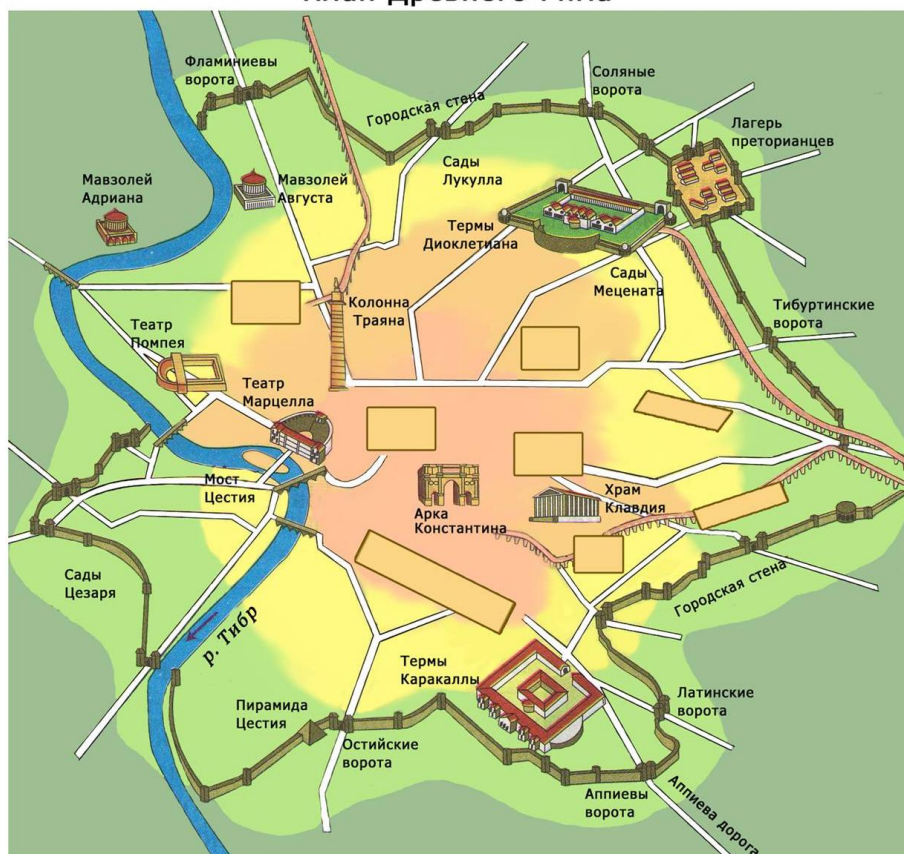 Фламиниевы
ворота
Городская стена
Соляные
ворота
Лагерь
преторианцев
Мавзолей
Адриана
Мавзолей
Августа
Сады
Лукулла
Термы
Диоклетиана
Сады
Мецената
Колонна
Траяна
Тибуртинские
ворота
Театр
Помпея
Театр
Марцелла
Мост
Цестия
Арка
Константина
Храм
Клавдия
Сады
Цезаря
Городская стена
р. Тибр
Термы
Каракаллы
Пирамида
Цестия
Остийские
ворота
Латинские
ворота
Аппиевы
ворота
Аппиева дорога